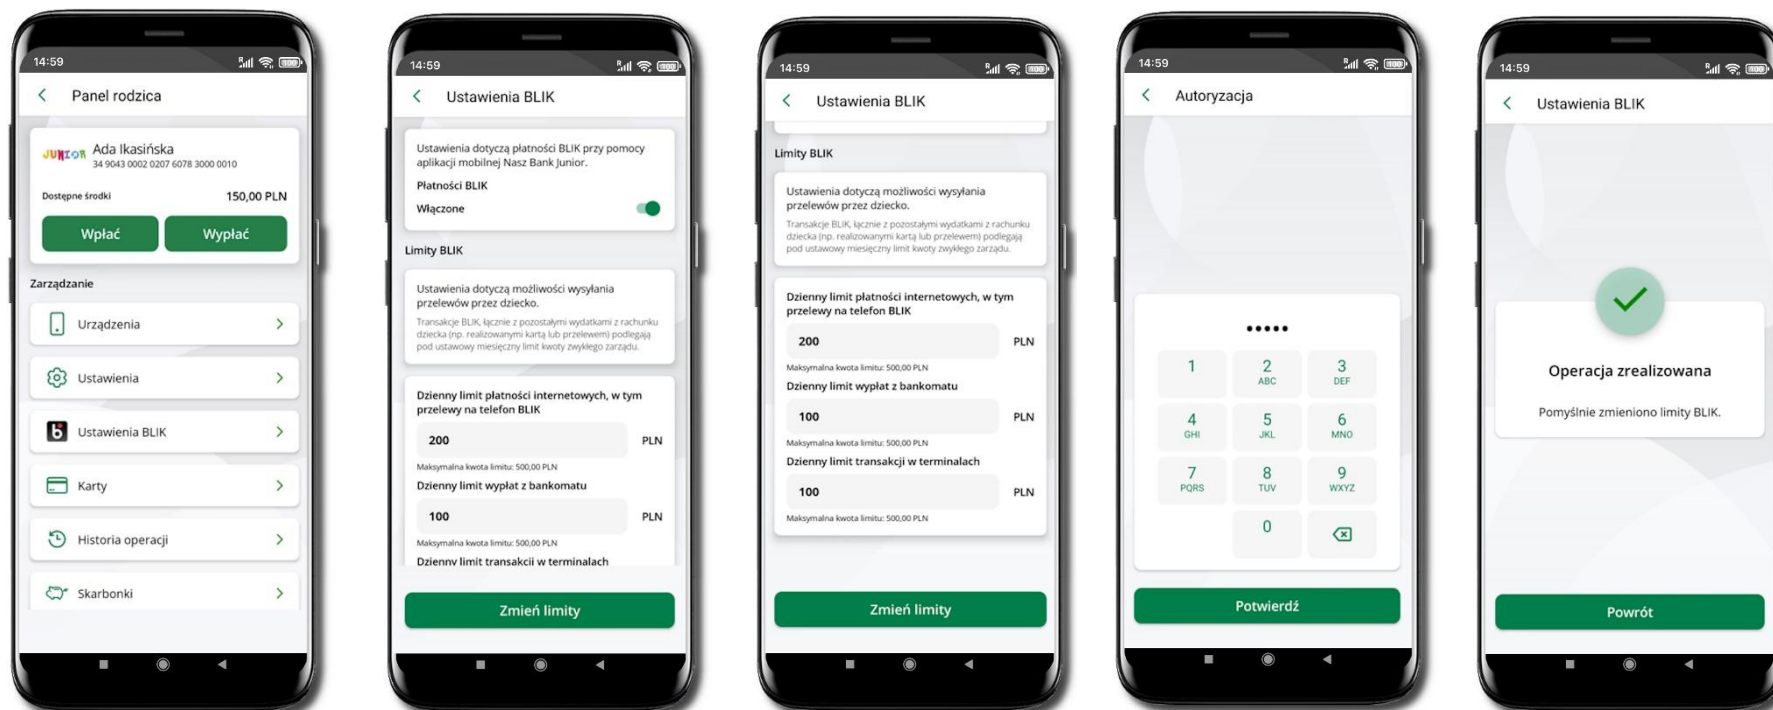 14:59
Panel rodzica
JUNIOR
Ada Ikasińska
34 9043 0002 0207 6078 3000 0010
Dostępne środki 150,00 PLN
Wpłać Wypłać
Zarządzanie
Urządzenia
Ustawienia
Ustawienia BLIK
Karty
Historia operacji
Skarbonki
14:59
Ustawienia BLIK
Ustawienia dotyczą płatności BLIK przy pomocy
aplikacji mobilnej Nasz Bank Junior.
Płatności BLIK
Włączone
Limity BLIK
Ustawienia dotyczą możliwości wysyłania
przelewów przez dziecko.
Transakcje BLIK, łącznie z pozostałymi wydatkami z rachunku
dziecka (np. realizowanymi kartą lub przelewem) podlegają
pod ustawowy miesięczny limit kwoty zwykłego zarządu.
Dzienny limit płatności internetowych, w tym
przelewy na telefon BLIK
200 PLN
Maksymalna kwota limitu: 500,00 PLN
Dzienny limit wypłat z bankomatu
100 PLN
Maksymalna kwota limitu: 500,00 PLN
Dzienny limit transakcji w terminalach
Zmień limity
14:59
Ustawienia BLIK
Limity BLIK
Ustawienia dotyczą możliwości wysyłania
przelewów przez dziecko.
Transakcje BLIK, łącznie z pozostałymi wydatkami z rachunku
dziecka (np. realizowanymi kartą lub przelewem) podlegają
pod ustawowy miesięczny limit kwoty zwykłego zarządu.
Dzienny limit płatności internetowych, w tym
przelewy na telefon BLIK
200 PLN
Maksymalna kwota limitu: 500,00 PLN
Dzienny limit wypłat z bankomatu
100 PLN
Maksymalna kwota limitu: 500,00 PLN
Dzienny limit transakcji w terminalach
100 PLN
Maksymalna kwota limitu: 500,00 PLN
Zmień limity
14:59
Autoryzacja
1 2 3
ABC DEF
4 5 6
GHI JKL MNO
7 8 9
PQRS TUV WXYZ
0
Potwierdź
14:59
Ustawienia BLIK
Operacja zrealizowana
Pomyślnie zmieniono limity BLIK.
Powrót